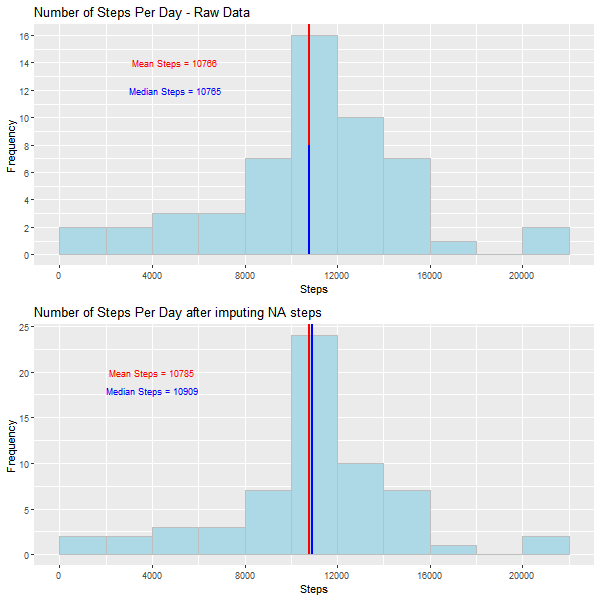 Number of Steps Per Day - Raw Data
16
14
12
10
8
6
4
2
0
Frequency
Mean Steps = 10766
Median Steps = 10765
0 4000 8000 12000 16000 20000
Steps
Number of Steps Per Day after imputing NA steps
25
20
15
10
5
0
Frequency
Mean Steps = 10785
Median Steps = 10909
0 4000 8000 12000 16000 20000
Steps